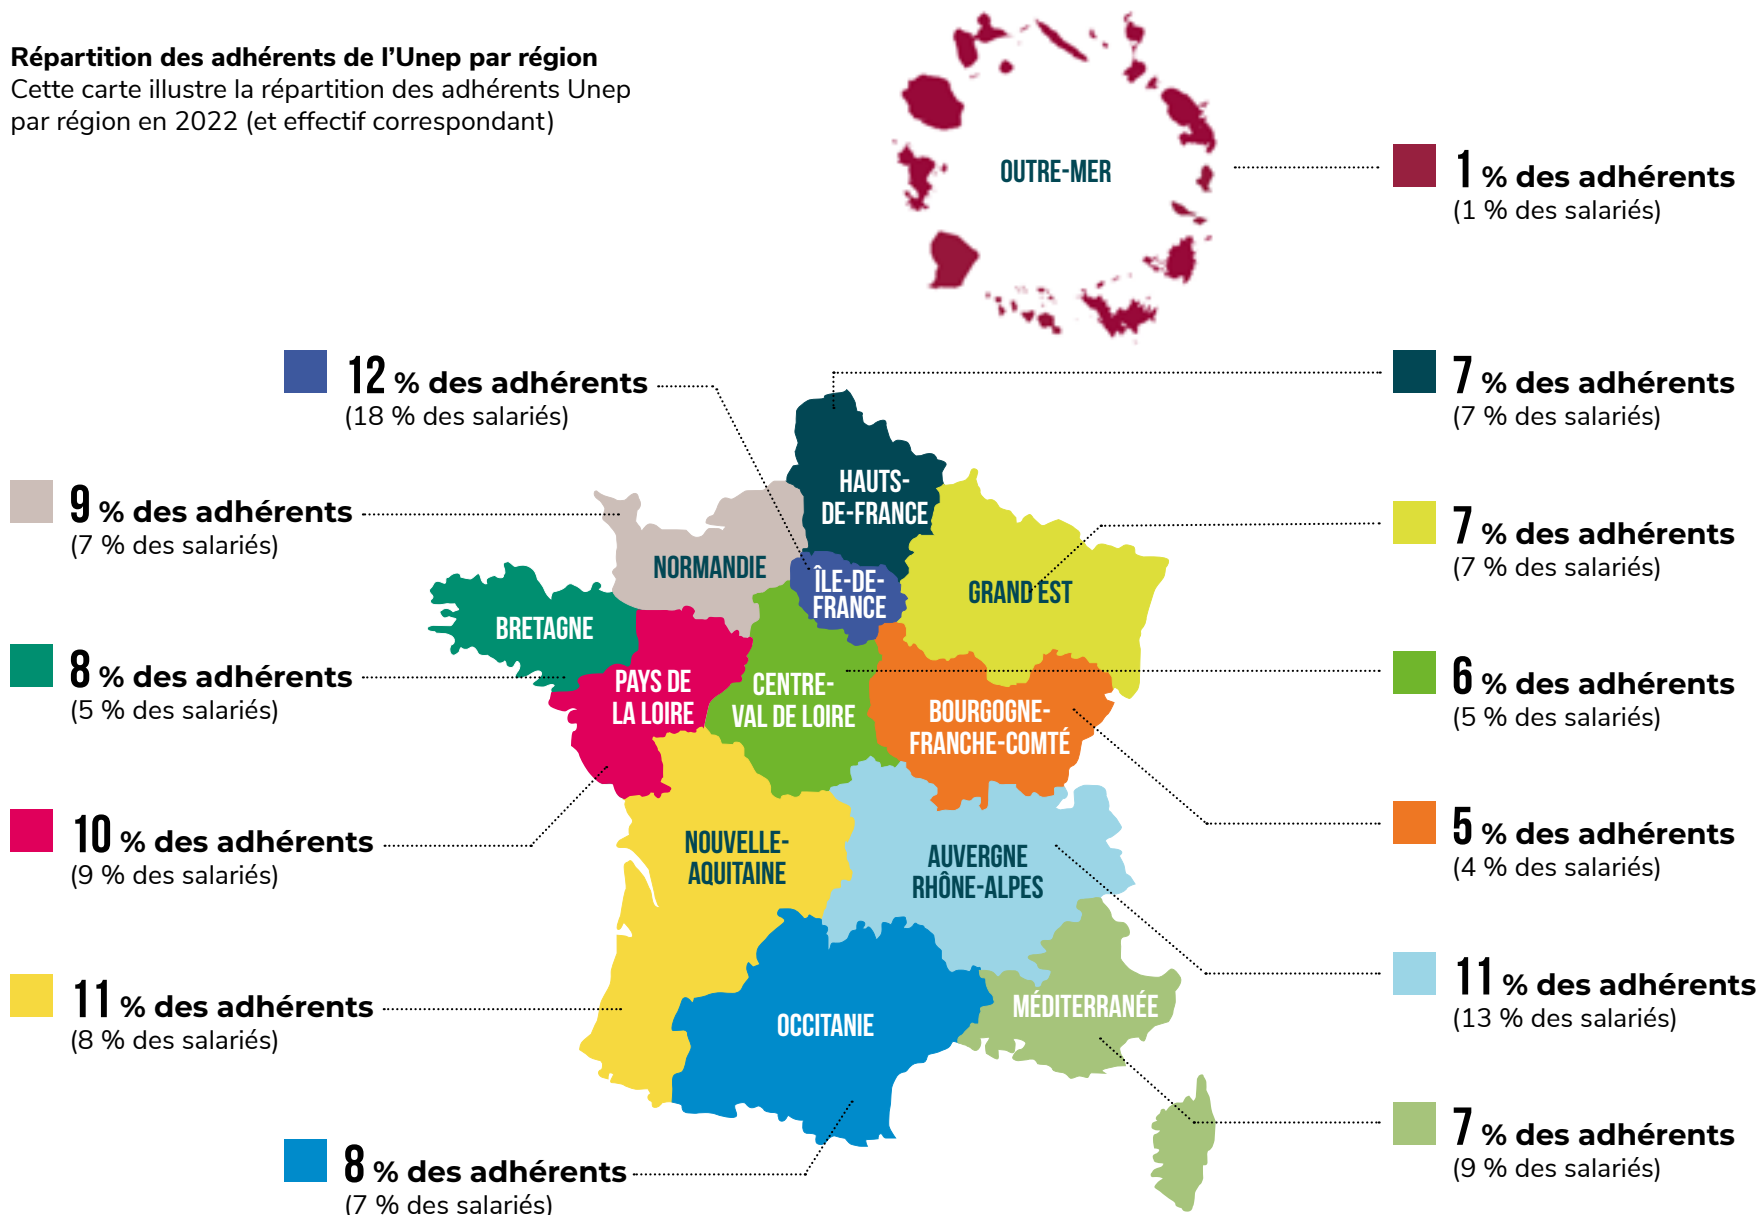 Répartition des adhérents de l'Unep par région
Cette carte illustre la répartition des adhérents Unep
par région en 2022 (et effectif correspondant)
OUTRE-MER
1 % des adhérents
(1 % des salariés)
12 % des adhérents
(18 % des salariés)
7 % des adhérents
(7 % des salariés)
9 % des adhérents
(7 % des salariés)
7 % des adhérents
(7 % des salariés)
8 % des adhérents
(5 % des salariés)
6 % des adhérents
(5 % des salariés)
10 % des adhérents
(9 % des salariés)
5 % des adhérents
(4 % des salariés)
11 % des adhérents
(8 % des salariés)
11 % des adhérents
(13 % des salariés)
8 % des adhérents
(7 % des salariés)
7 % des adhérents
(9 % des salariés)
HAUTS-
DE-FRANCE
NORMANDIE
ÎLE-DE-
FRANCE
GRAND EST
BRETAGNE
PAYS DE
LA LOIRE
CENTRE-
VAL DE LOIRE
BOURGOGNE-
FRANCHE-COMTÉ
NOUVELLE-
AQUITAINE
AUVERGNE
RHÔNE-ALPES
OCCITANIE
MÉDITERRANÉE